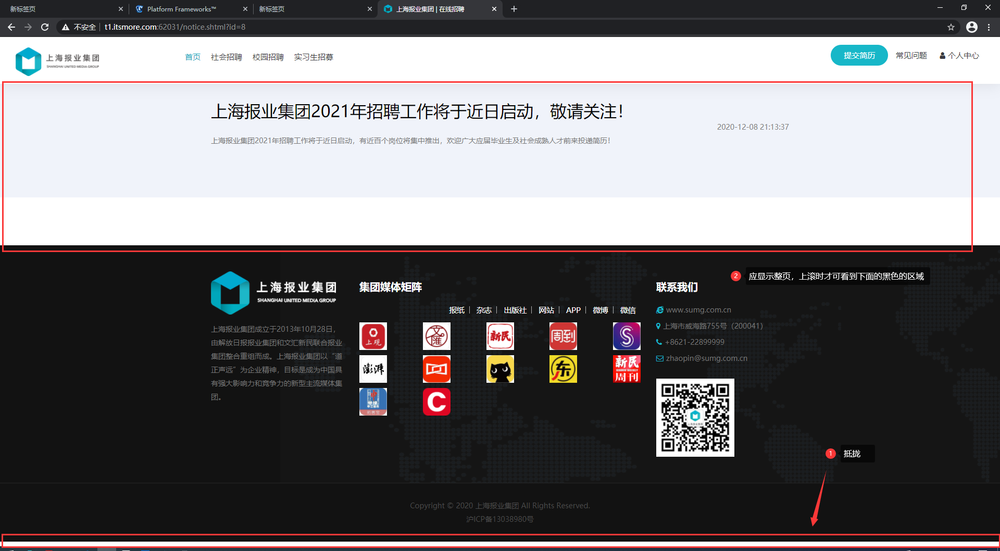 新标签页
Platform Frameworks™
新标签页
上海报业集团 | 在线招聘
不安全
t1.itsmore.com:62031/notice.shtml?id=8
上海报业集团
SHANGHAI UNITED MEDIA GROUP
首页 社会招聘 校园招聘 实习生招募
提交简历 常见问题 个人中心
上海报业集团2021年招聘工作将于近日启动，敬请关注！
2020-12-08 21:13:37
上海报业集团2021年招聘工作将于近日启动，有近百个岗位将集中推出，欢迎广大应届毕业生及社会成熟人才前来投递简历！
2 应显示整页，上滚时才可看到下面的黑色的区域
上海报业集团
SHANGHAI UNITED MEDIA GROUP
上海报业集团成立于2013年10月28日，
由解放日报报业集团和文汇新民联合报业
集团整合重组而成。上海报业集团以“道
正声远”为企业精神，目标是成为中国具
有强大影响力和竞争力的新型主流媒体集
团。
集团媒体矩阵
报纸 | 杂志 | 出版社 | 网站 | APP | 微博 | 微信
上观
文匯
新民
周到
S
澎湃
东
新民
周刊
C
联系我们
www.sumg.com.cn
上海市威海路755号（200041）
+8621-22899999
zhaopin@sumg.com.cn
1 抵拢
Copyright © 2020 上海报业集团 All Rights Reserved.
沪ICP备13038980号